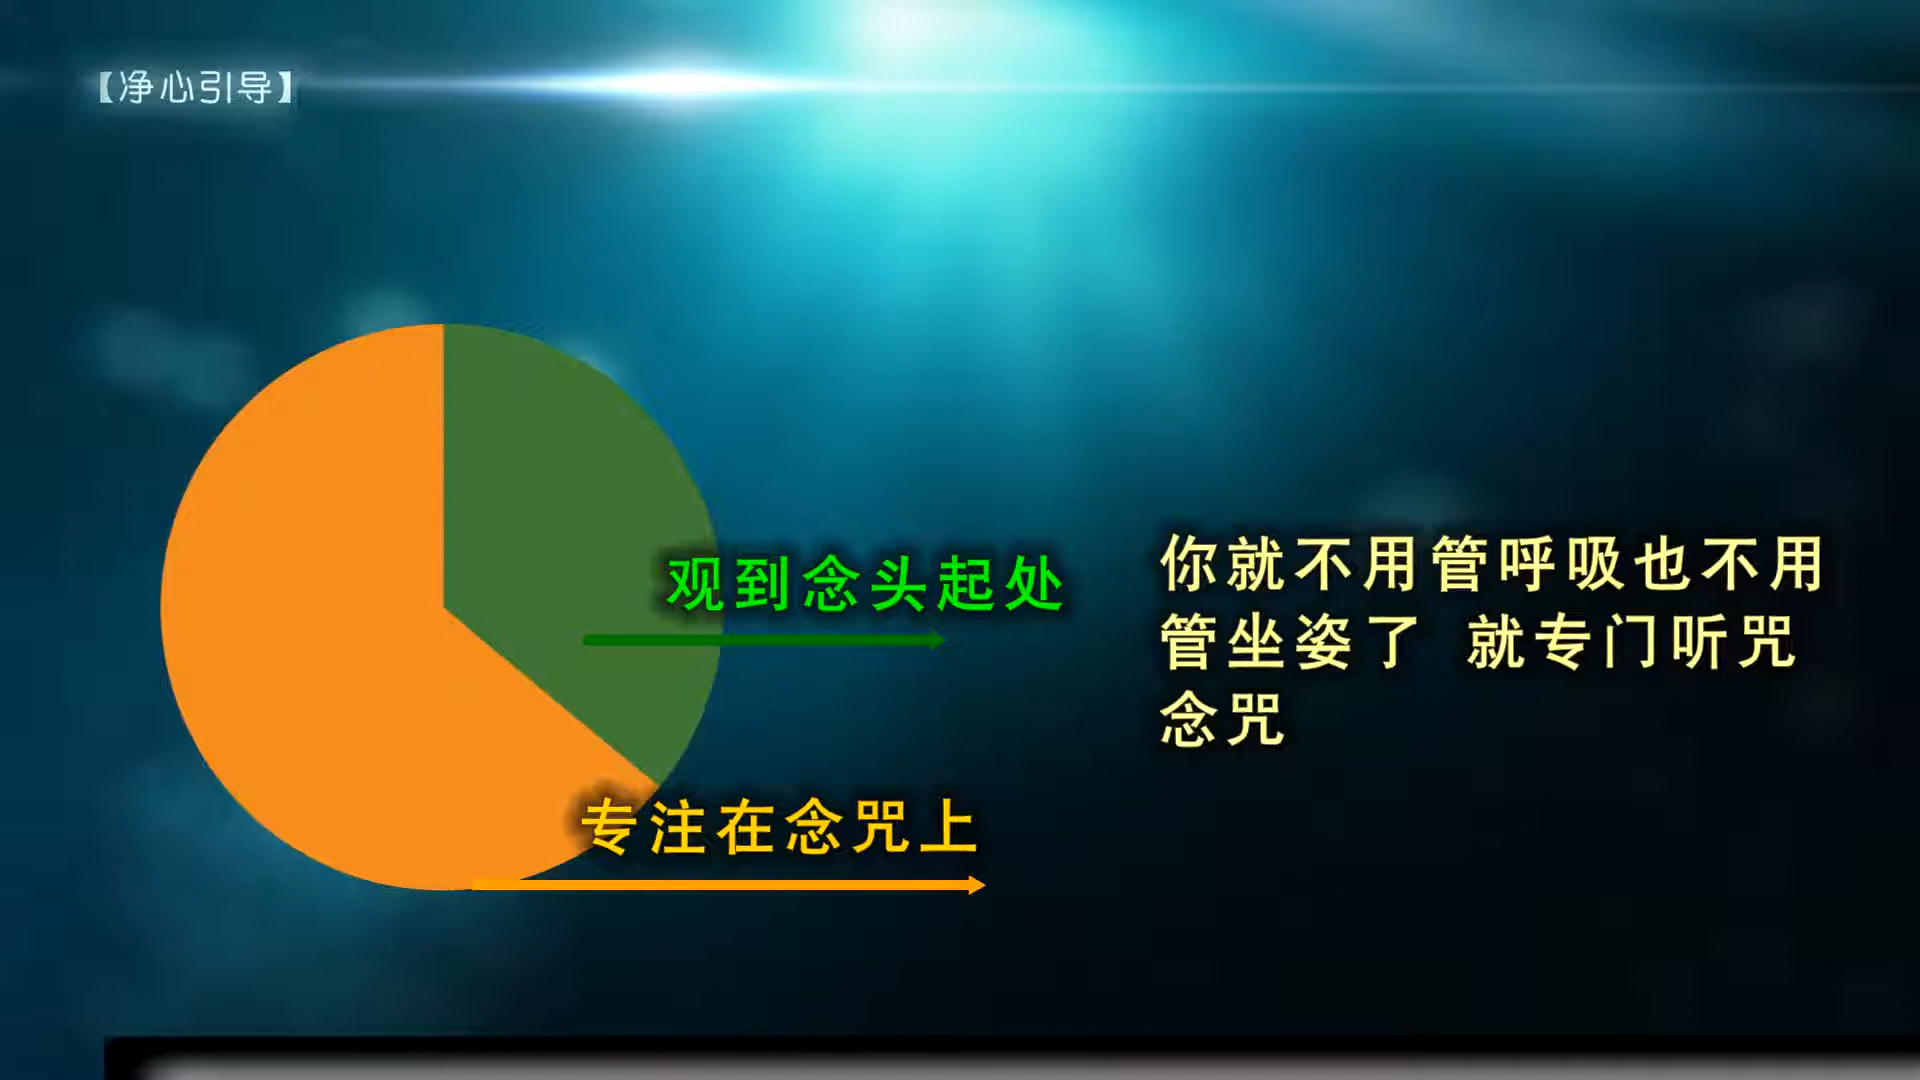 【净心引导】
观到念头起处
专注在念咒上
你就不用管呼吸也不用
管坐姿了 就专门听咒
念咒